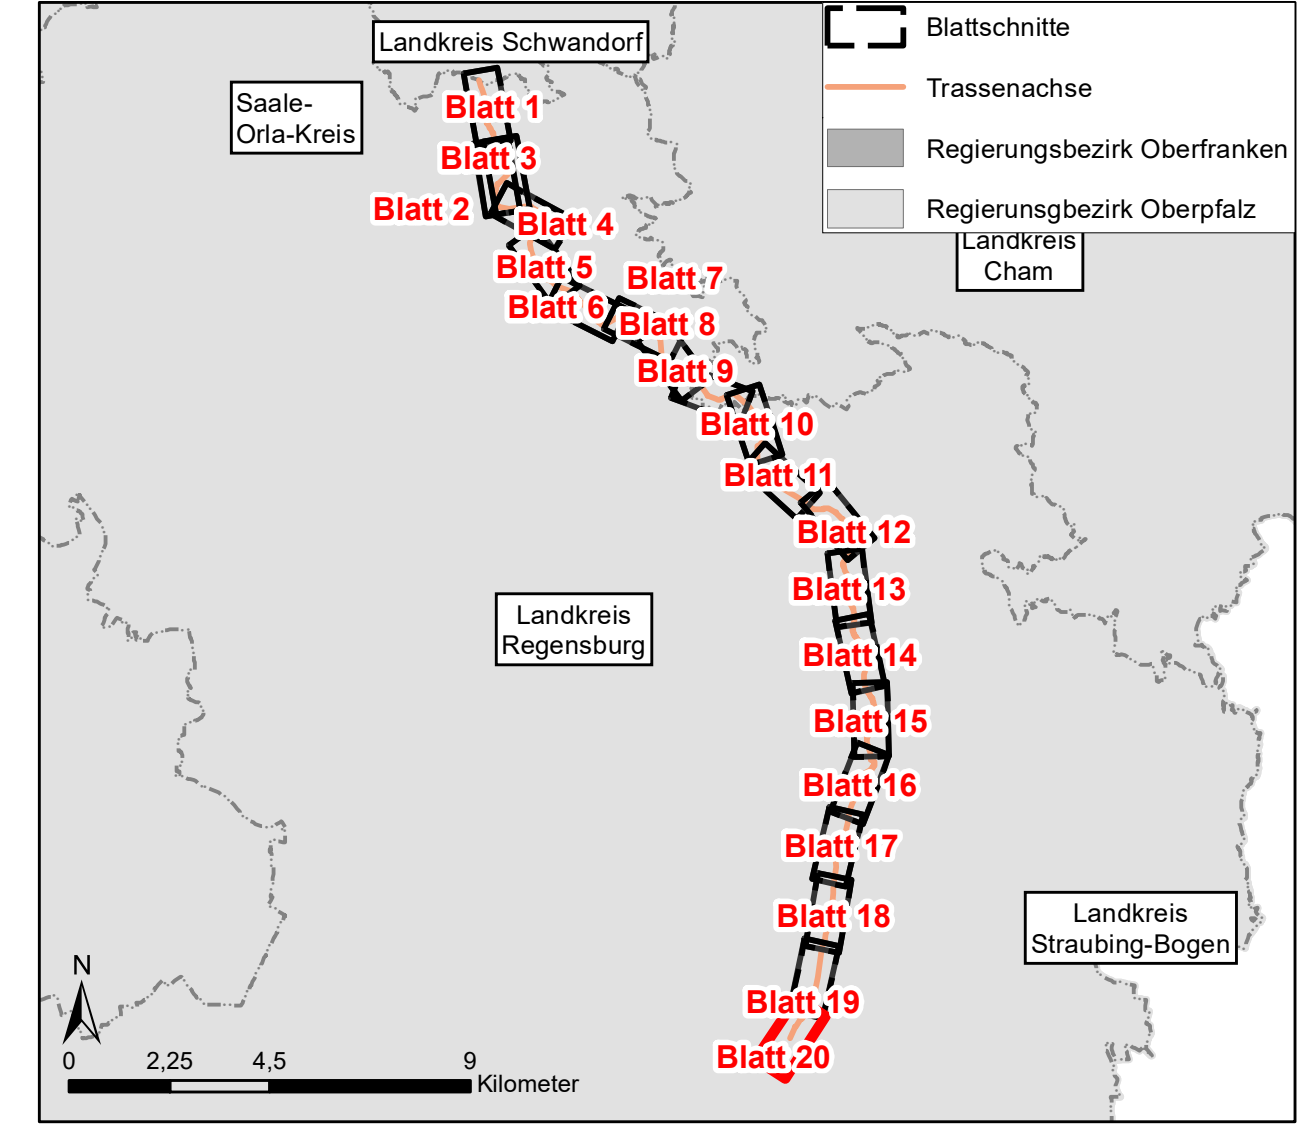 Landkreis Schwandorf
Saale-
Orla-Kreis
Blattschnitte
Trassenachse
Regierungsbezirk Oberfranken
Regierunsgbezirk Oberpfalz
Landkreis
Cham
Blatt 1
Blatt 3
Blatt 2
Blatt 4
Blatt 5
Blatt 7
Blatt 6
Blatt 8
Blatt 9
Blatt 10
Blatt 11
Blatt 12
Blatt 13
Landkreis
Regensburg
Blatt 14
Blatt 15
Blatt 16
Blatt 17
Blatt 18
Landkreis
Straubing-Bogen
Blatt 19
Blatt 20
N
0 2,25 4,5 9
Kilometer